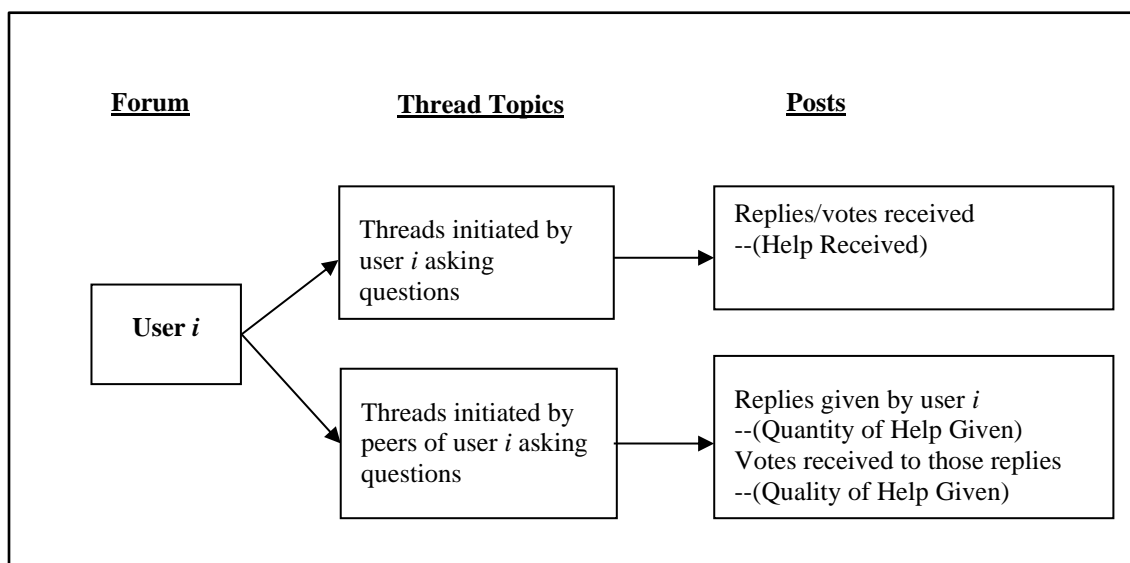 Forum
Thread Topics
Posts
User i
Threads initiated by
user i asking
questions
Replies/votes received
--(Help Received)
Threads initiated by
peers of user i asking
questions
Replies given by user i
--(Quantity of Help Given)
Votes received to those replies
--(Quality of Help Given)